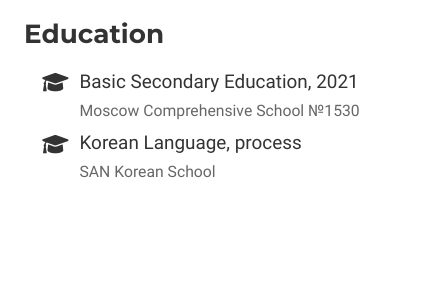 Education
Basic Secondary Education, 2021
Moscow Comprehensive School №1530
Korean Language, process
SAN Korean School